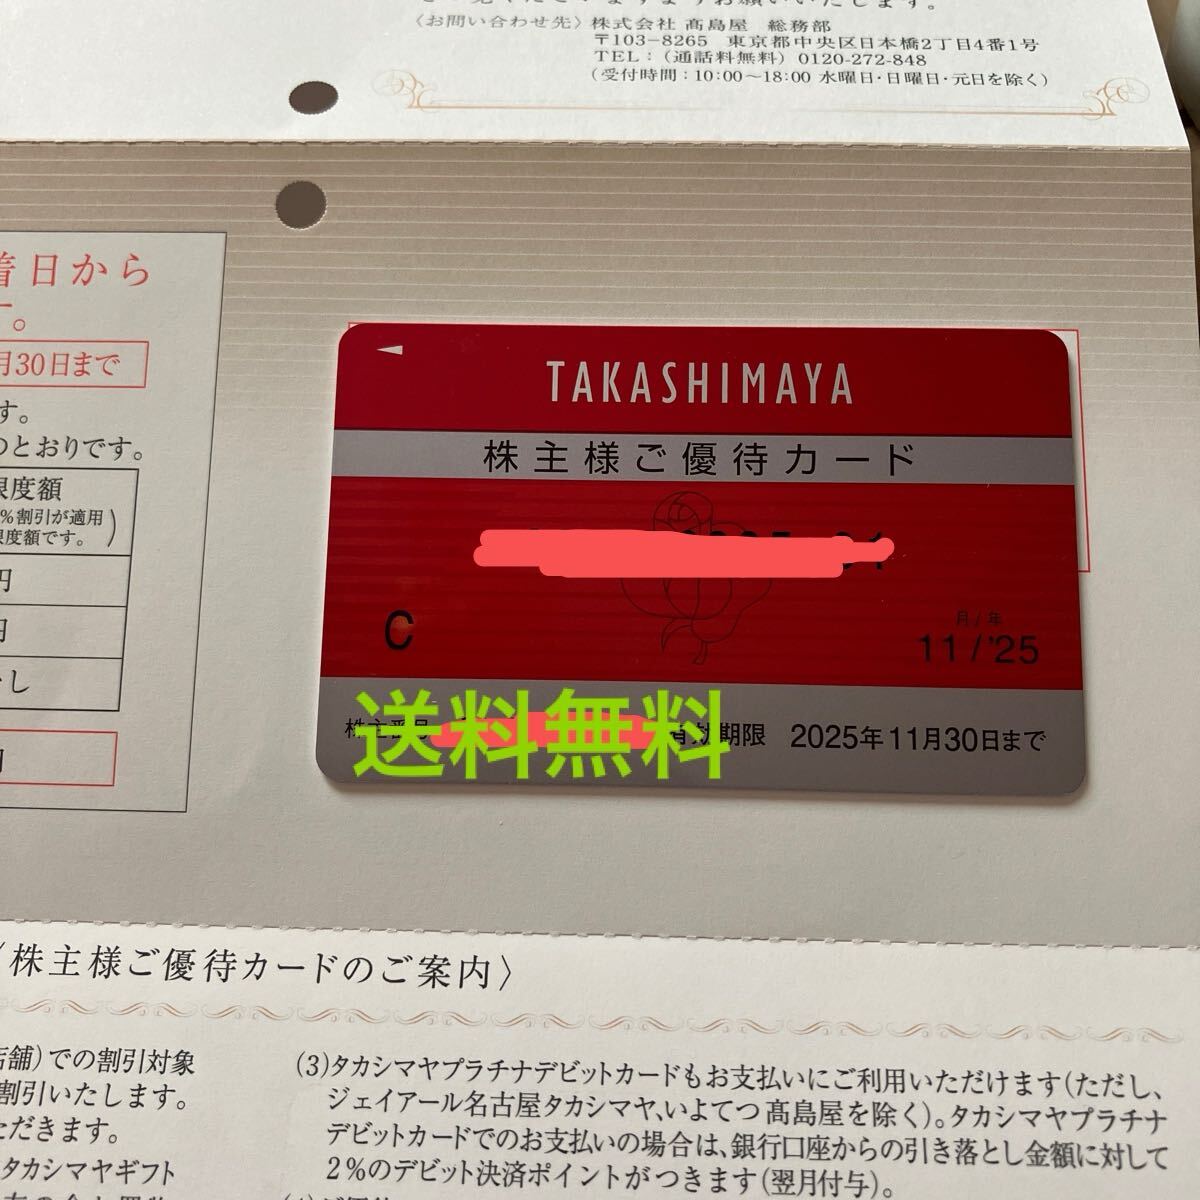 〈お問い合わせ先〉株式会社 髙島屋 総務部
〒103-8265 東京都中央区日本橋2丁目4番1号
TEL:(通話料無料) 0120-272-848
(受付時間:10:00～18:00 水曜日・日曜日・元日を除く)
着日から
す。
月30日まで
す。
のとおりです。
限度額
%割引が適用
限度額です。
円
円
なし
円
TAKASHIMAYA
株主様ご優待カード
C
月/年
11/'25
株主番号
有効期限 2025年11月30日まで
送料無料
〈株主様ご優待カードのご案内〉
店舗)での割引対象
割引いたします。
ただきます。
タカシマヤギフト
(3)タカシマヤプラチナデビットカードもお支払いにご利用いただけます(ただし、
ジェイアール名古屋タカシマヤ、いよてつ髙島屋を除く)。タカシマヤプラチナ
デビットカードでのお支払いの場合は、銀行口座からの引き落とし金額に対して
2%のデビット決済ポイントがつきます(翌月付与)。